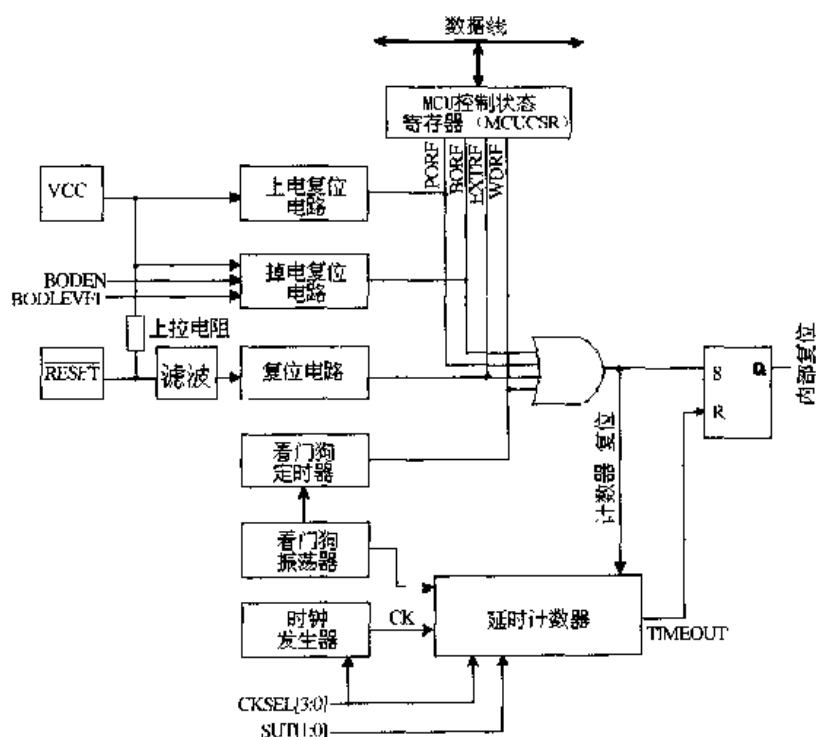 数据线
MCU控制状态
寄存器（MCUCSR）
PORF
BORF
EXTRF
WDRF
VCC
上电复位
电路
BODEN
BODLEVEL
掉电复位
电路
上拉电阻
RESET
滤波
复位电路
看门狗
定时器
看门狗
振荡器
时钟
发生器
CK
延时计数器
计数器 复位
S
Q
R
内部复位
TIMEOUT
CKSEL[3:0]
SUT[1:0]